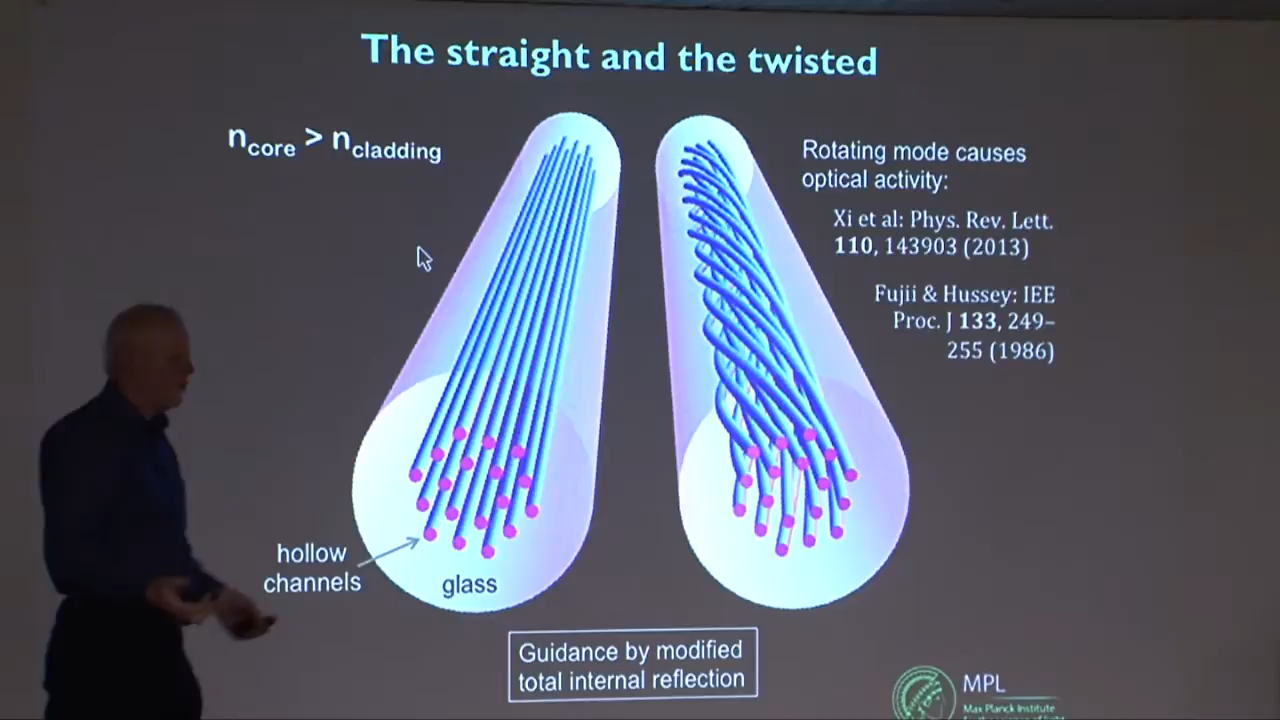 The straight and the twisted
n_core > n_cladding
Rotating mode causes
optical activity:
Xi et al: Phys. Rev. Lett.
110, 143903 (2013)
Fujii & Hussey: IEE
Proc. J 133, 249–
255 (1986)
hollow
channels
glass
Guidance by modified
total internal reflection
MPL
Max Planck Institute